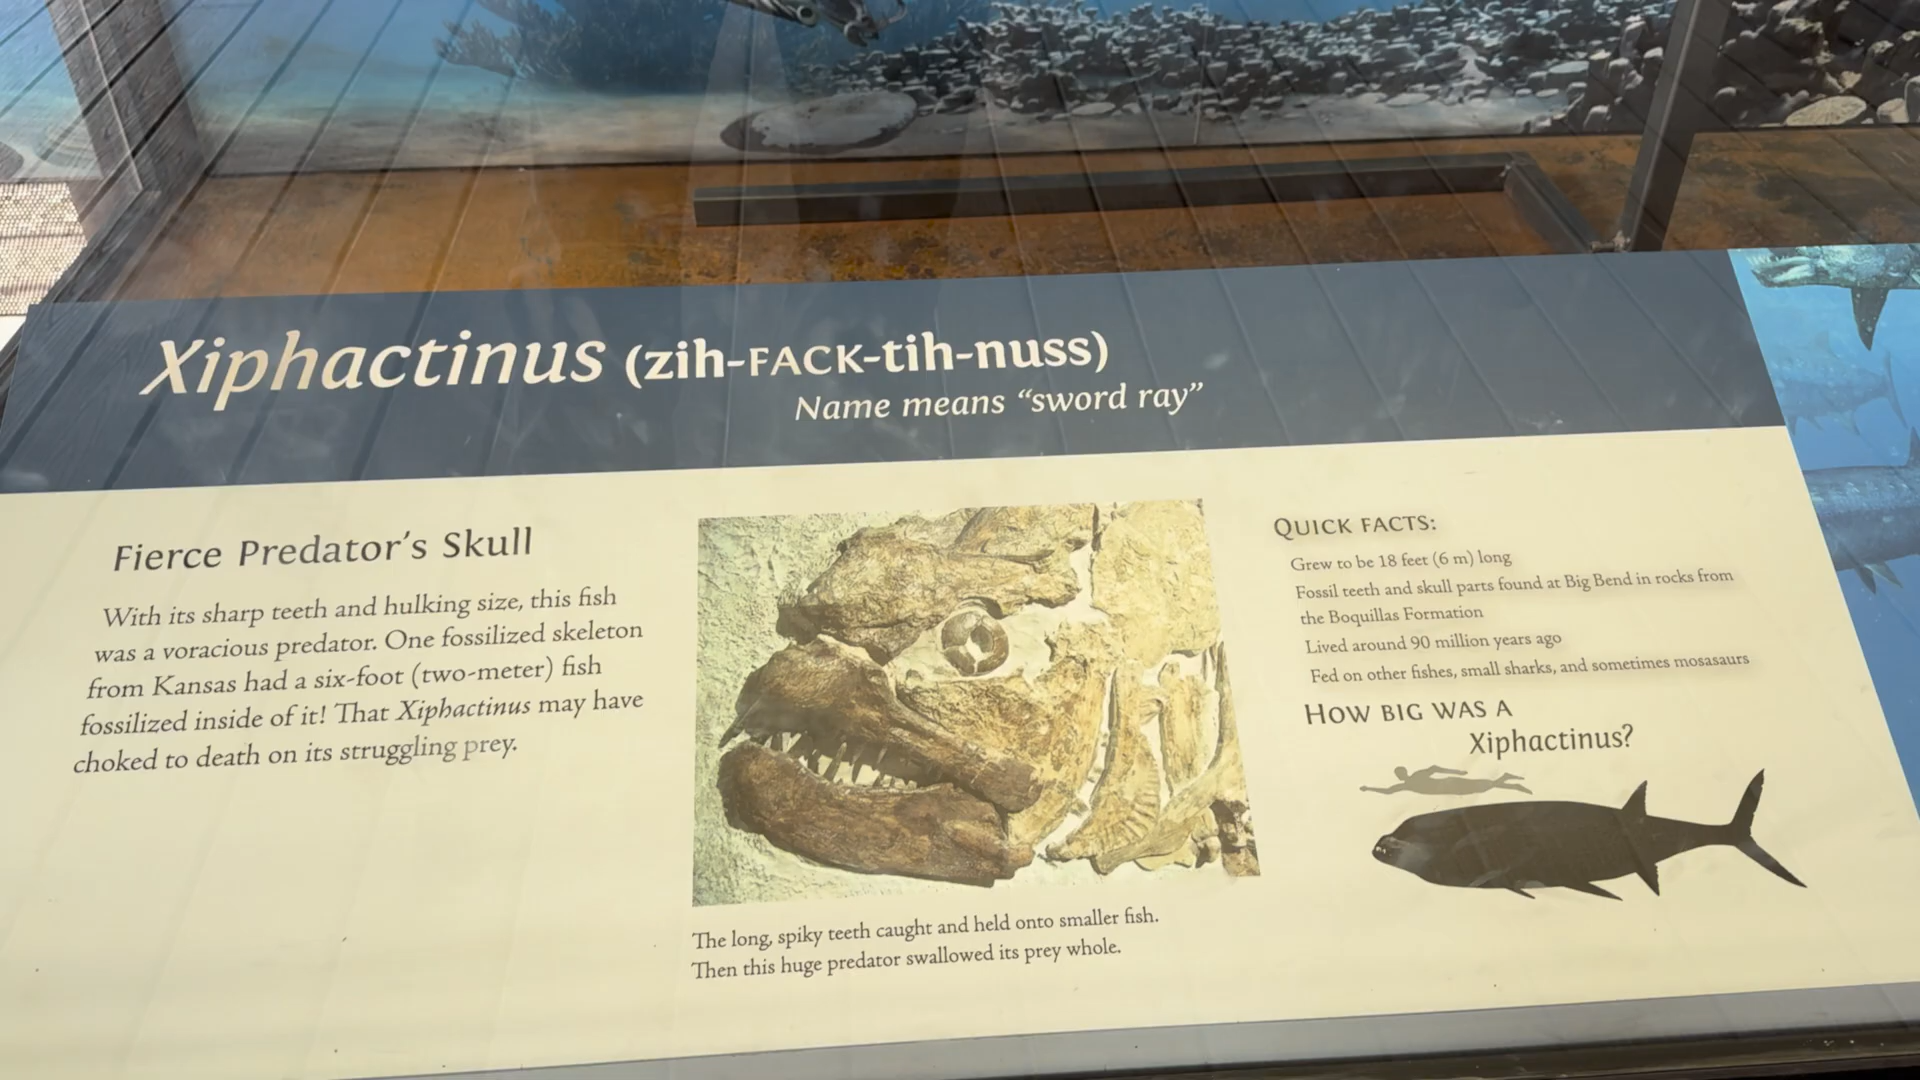 Xiphactinus (zih-FACK-tih-nuss)
Name means “sword ray”
Fierce Predator’s Skull
With its sharp teeth and hulking size, this fish
was a voracious predator. One fossilized skeleton
from Kansas had a six-foot (two-meter) fish
fossilized inside of it! That Xiphactinus may have
choked to death on its struggling prey.
The long, spiky teeth caught and held onto smaller fish.
Then this huge predator swallowed its prey whole.
QUICK FACTS:
Grew to be 18 feet (6 m) long
Fossil teeth and skull parts found at Big Bend in rocks from
the Boquillas Formation
Lived around 90 million years ago
Fed on other fishes, small sharks, and sometimes mosasaurs
HOW BIG WAS A
Xiphactinus?